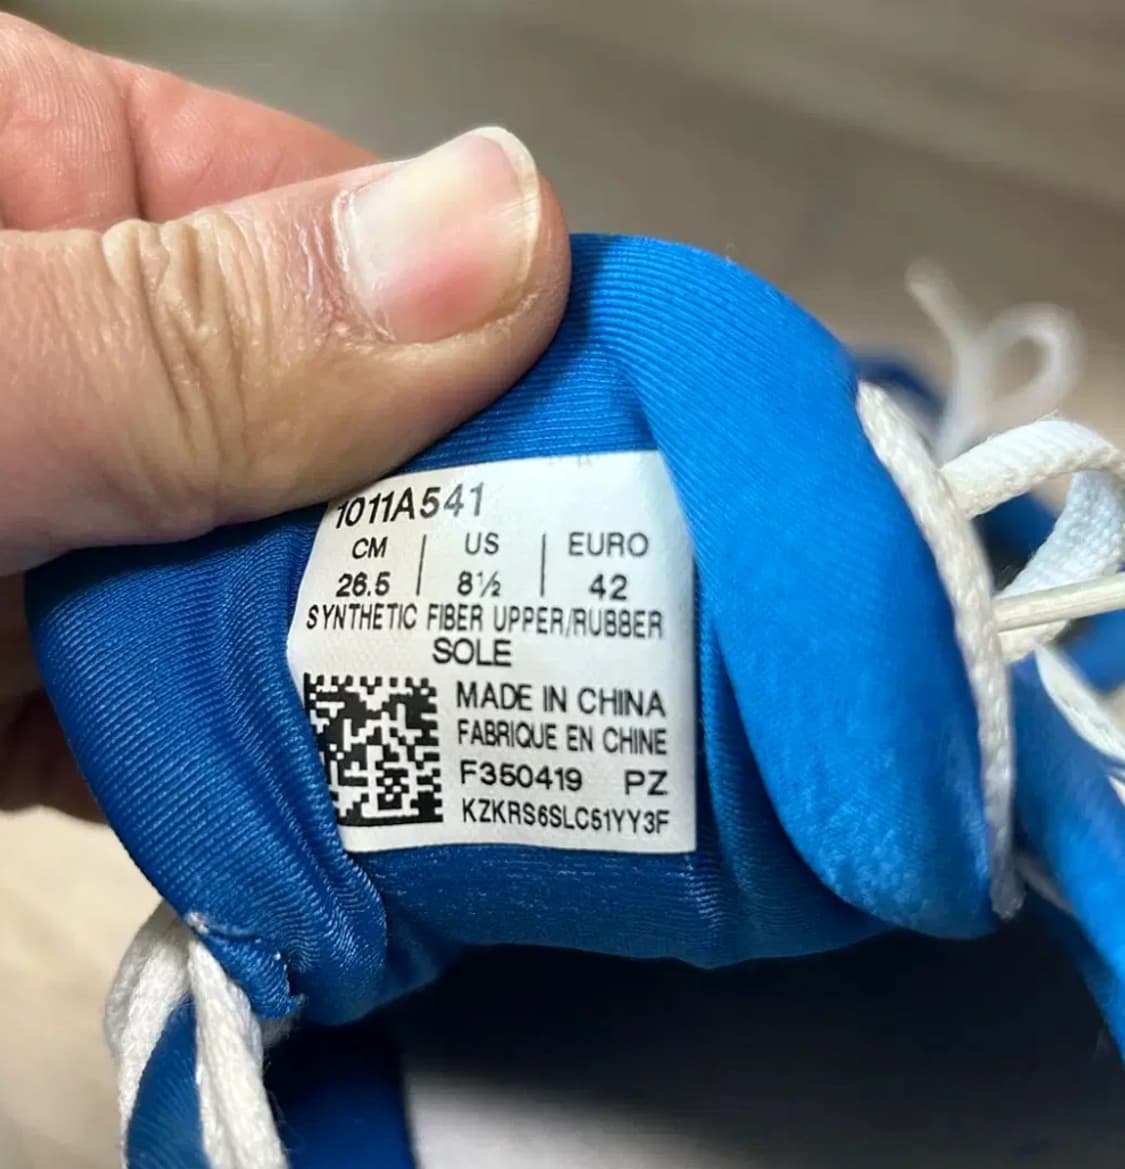 1011A541
CM | US | EURO
26.5 | 8½ | 42
SYNTHETIC FIBER UPPER/RUBBER
SOLE
MADE IN CHINA
FABRIQUE EN CHINE
F350419 PZ
KZKRS6SLC51YY3F